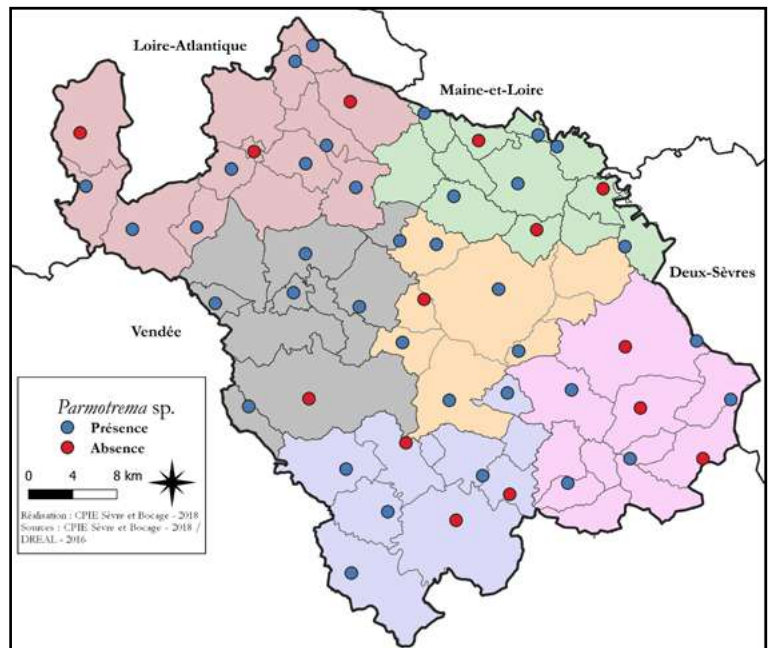 Loire-Atlantique
Maine-et-Loire
Deux-Sèvres
Vendée
Parmotrema sp.
Présence
Absence
0 4 8 km
Réalisation : CPIE Sèvre et Bocage - 2018
Sources : CPIE Sèvre et Bocage - 2018 /
DREAL - 2016